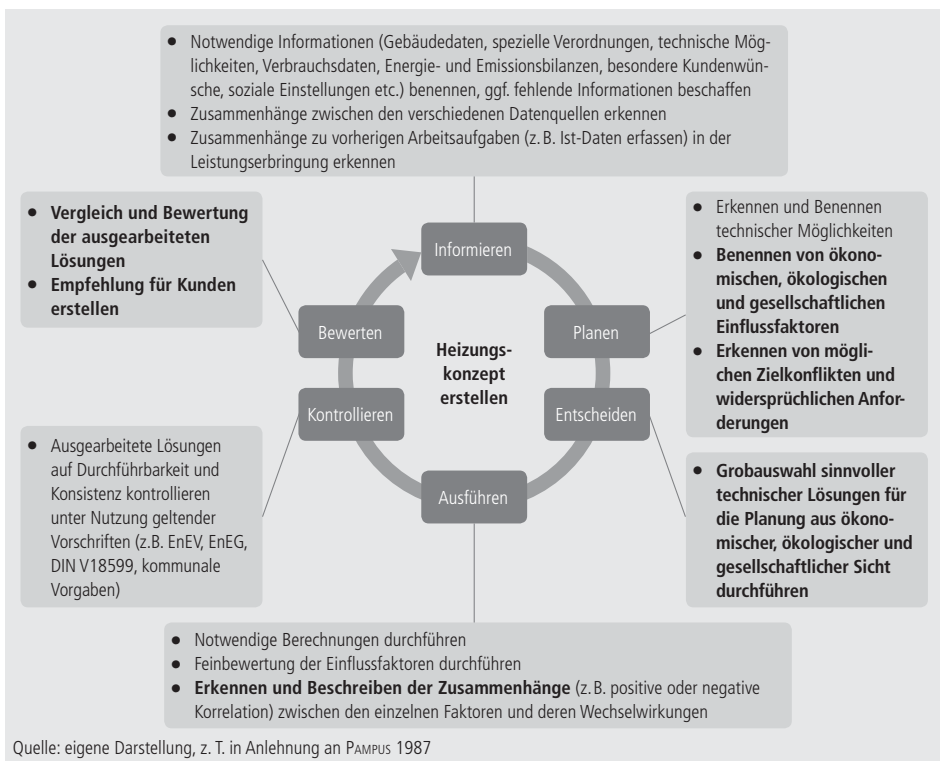 ● Notwendige Informationen (Gebäudedaten, spezielle Verordnungen, technische Mög-
lichkeiten, Verbrauchsdaten, Energie- und Emissionsbilanzen, besondere Kundenwün-
sche, soziale Einstellungen etc.) benennen, ggf. fehlende Informationen beschaffen
● Zusammenhänge zwischen den verschiedenen Datenquellen erkennen
● Zusammenhänge zu vorherigen Arbeitsaufgaben (z. B. Ist-Daten erfassen) in der
Leistungserbringung erkennen
● Vergleich und Bewertung
der ausgearbeiteten
Lösungen
● Empfehlung für Kunden
erstellen
Informieren
● Erkennen und Benennen
technischer Möglichkeiten
● Benennen von ökono-
mischen, ökologischen
und gesellschaftlichen
Einflussfaktoren
● Erkennen von mögli-
chen Zielkonflikten und
widersprüchlichen Anfor-
derungen
Bewerten
Planen
Heizungs-
konzept
erstellen
Kontrollieren
Entscheiden
Ausführen
● Ausgearbeitete Lösungen
auf Durchführbarkeit und
Konsistenz kontrollieren
unter Nutzung geltender
Vorschriften (z.B. EnEV, EnEG,
DIN V18599, kommunale
Vorgaben)
● Grobauswahl sinnvoller
technischer Lösungen für
die Planung aus ökono-
mischer, ökologischer und
gesellschaftlicher Sicht
durchführen
● Notwendige Berechnungen durchführen
● Feinbewertung der Einflussfaktoren durchführen
● Erkennen und Beschreiben der Zusammenhänge (z. B. positive oder negative
Korrelation) zwischen den einzelnen Faktoren und deren Wechselwirkungen
Quelle: eigene Darstellung, z. T. in Anlehnung an PAMPUS 1987